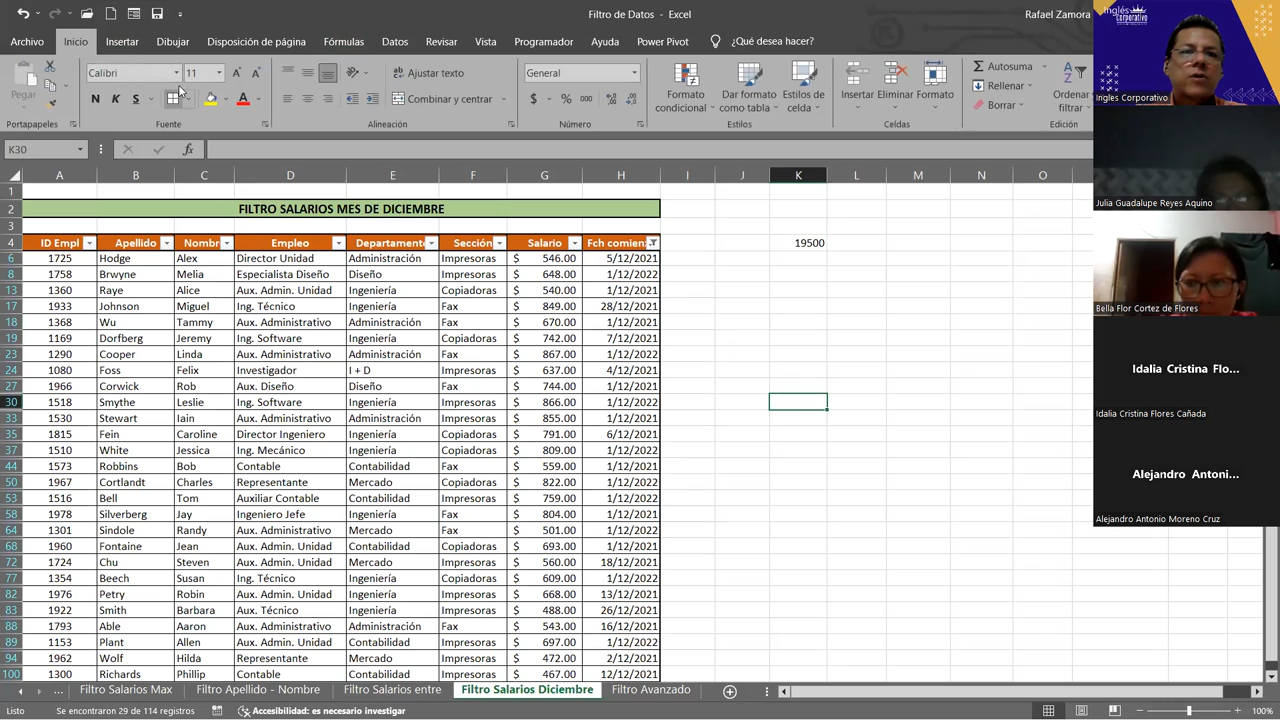 Filtro de Datos - Excel
Rafael Zamora
Archivo Inicio Insertar Dibujar Disposición de página Fórmulas Datos Revisar Vista Programador Ayuda Power Pivot ¿Qué desea hacer?
Calibri 11 Ajustar texto General Autosuma
Pegar N K S Combinar y centrar $ % 000 Formato condicional Dar formato como tabla Estilos de celda Insertar Eliminar Formato Rellenar Borrar Ordenar filtrar
Portapapeles Fuente Alineación Número Estilos Celdas Edición
K30 fx
A B C D E F G H I J K L M N O
1
2 FILTRO SALARIOS MES DE DICIEMBRE
3
4 ID Empl Apellido Nombr Empleo Departament Sección Salario Fch comien 19500
6 1725 Hodge Alex Director Unidad Administración Impresoras $ 546.00 5/12/2021
8 1758 Brwyne Melia Especialista Diseño Diseño Impresoras $ 648.00 1/12/2022
13 1360 Raye Alice Aux. Admin. Unidad Ingeniería Copiadoras $ 540.00 1/12/2021
17 1933 Johnson Miguel Ing. Técnico Ingeniería Fax $ 849.00 28/12/2021
18 1368 Wu Tammy Aux. Administrativo Administración Fax $ 670.00 1/12/2021
19 1169 Dorfberg Jeremy Ing. Software Ingeniería Copiadoras $ 742.00 7/12/2021
23 1290 Cooper Linda Aux. Administrativo Administración Fax $ 867.00 1/12/2022
24 1080 Foss Felix Investigador I + D Impresoras $ 637.00 4/12/2021
27 1966 Corwick Rob Aux. Diseño Diseño Fax $ 744.00 1/12/2021
30 1518 Smythe Leslie Ing. Software Ingeniería Impresoras $ 866.00 1/12/2022
33 1530 Stewart Iain Aux. Administrativo Administración Copiadoras $ 855.00 1/12/2021
35 1815 Fein Caroline Director Ingeniero Ingeniería Copiadoras $ 791.00 6/12/2021
37 1510 White Jessica Ing. Mecánico Ingeniería Copiadoras $ 809.00 1/12/2022
44 1573 Robbins Bob Contable Contabilidad Fax $ 559.00 1/12/2021
50 1967 Cortlandt Charles Representante Mercado Copiadoras $ 822.00 1/12/2021
53 1516 Bell Tom Auxiliar Contable Contabilidad Impresoras $ 759.00 1/12/2021
58 1978 Silverberg Jay Ingeniero Jefe Ingeniería Fax $ 804.00 1/12/2021
64 1301 Sindole Randy Aux. Administrativo Mercado Fax $ 501.00 1/12/2022
68 1960 Fontaine Jean Aux. Admin. Unidad Contabilidad Copiadoras $ 693.00 1/12/2021
72 1724 Chu Steven Aux. Admin. Unidad Mercado Impresoras $ 560.00 18/12/2021
77 1354 Beech Susan Ing. Técnico Ingeniería Copiadoras $ 609.00 1/12/2022
82 1976 Petry Robin Aux. Admin. Unidad Ingeniería Impresoras $ 668.00 13/12/2021
83 1922 Smith Barbara Aux. Técnico Ingeniería Impresoras $ 488.00 26/12/2021
88 1793 Able Aaron Aux. Administrativo Administración Fax $ 543.00 16/12/2021
89 1153 Plant Allen Aux. Admin. Unidad Contabilidad Impresoras $ 697.00 1/12/2022
94 1962 Wolf Hilda Representante Mercado Impresoras $ 472.00 2/12/2021
100 1300 Richards Phillip Contable Contabilidad Impresoras $ 467.00 12/12/2021
... Filtro Salarios Max Filtro Apellido - Nombre Filtro Salarios entre Filtro Salarios Diciembre Filtro Avanzado
Listo Se encontraron 29 de 114 registros Accesibilidad: es necesario investigar 100%
Inglés
Corporativo
Ingles Corporativo
Julia Guadalupe Reyes Aquino
Bella Flor Cortez de Flores
Idalia Cristina Flo...
Idalia Cristina Flores Cañada
Alejandro Antoni...
Alejandro Antonio Moreno Cruz